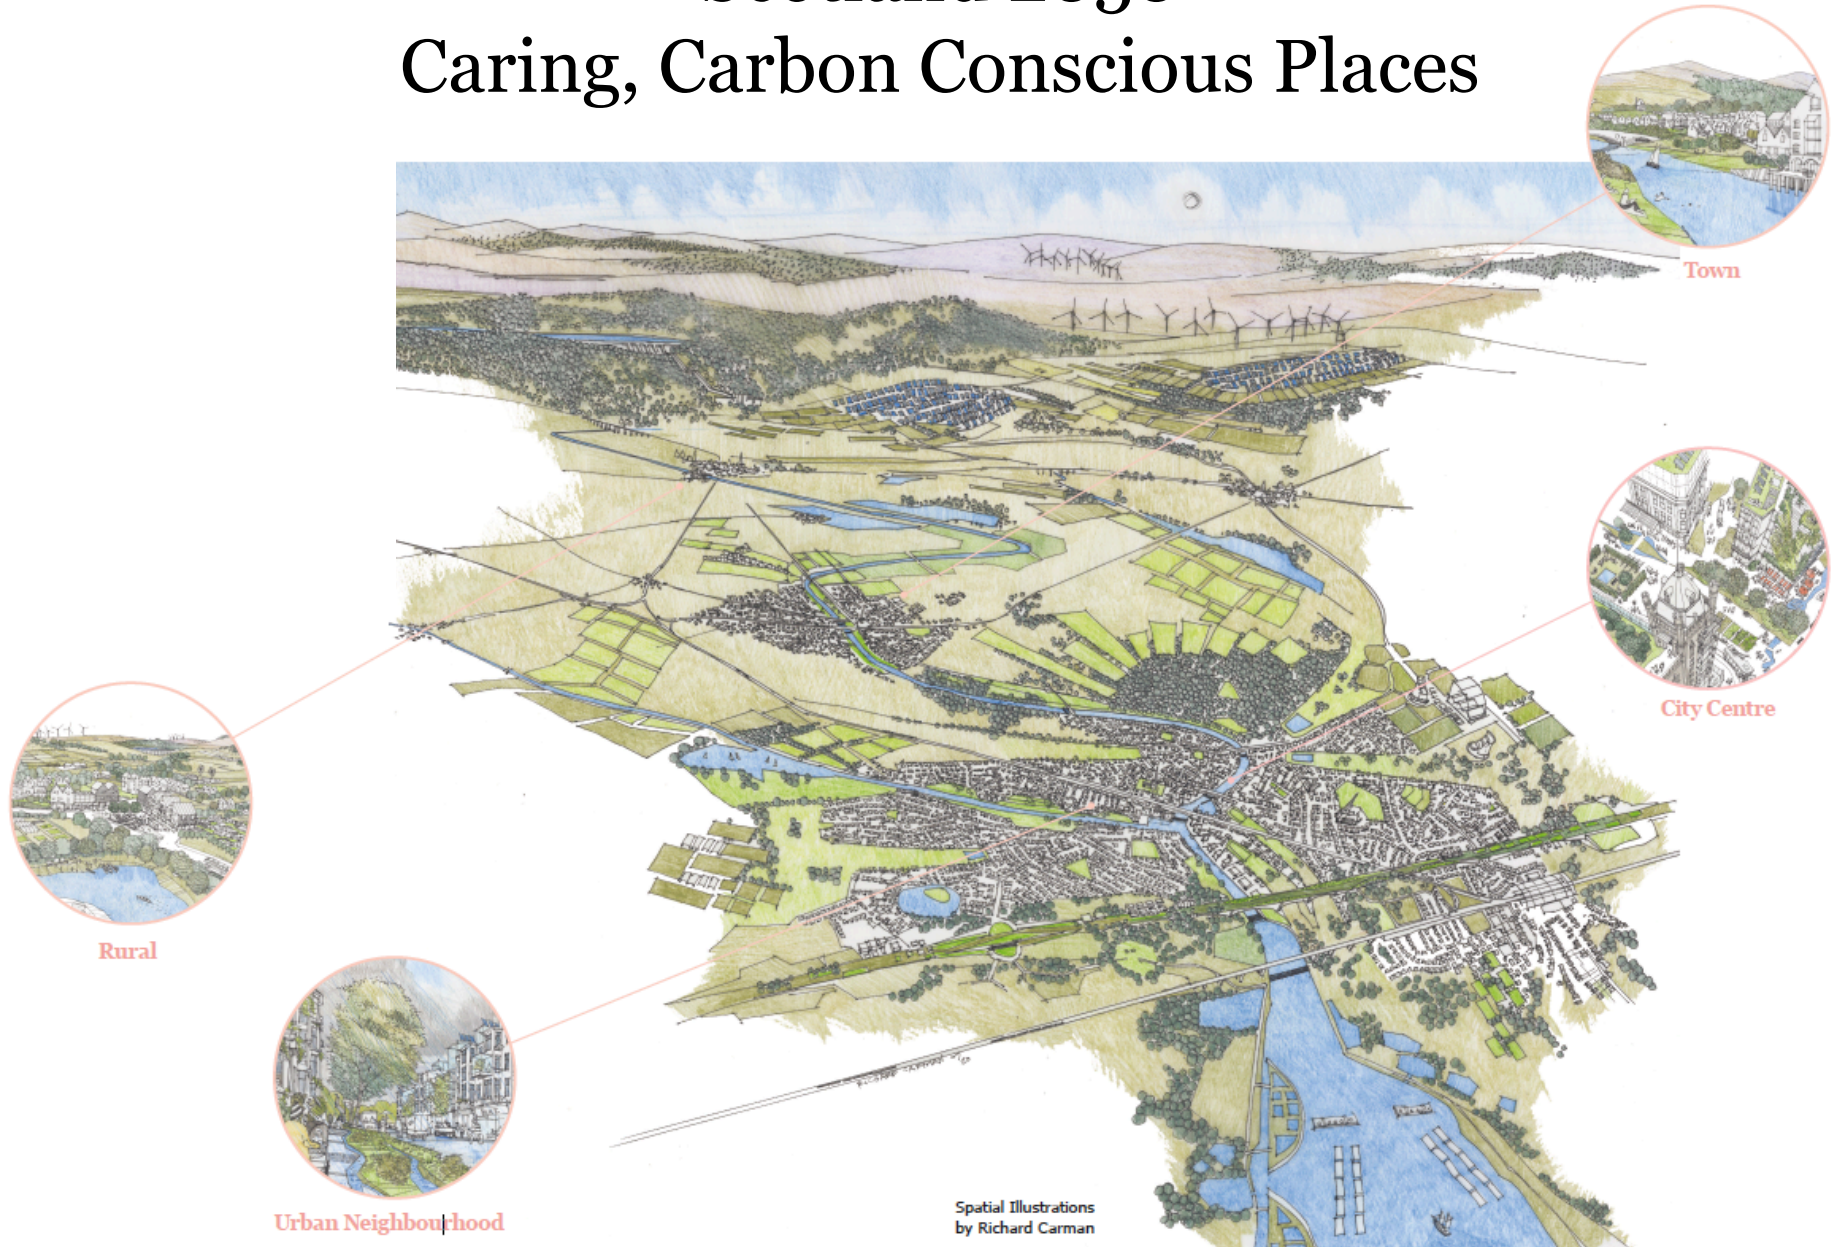 Caring, Carbon Conscious Places
Town
City Centre
Rural
Urban Neighbourhood
Spatial Illustrations
by Richard Carman